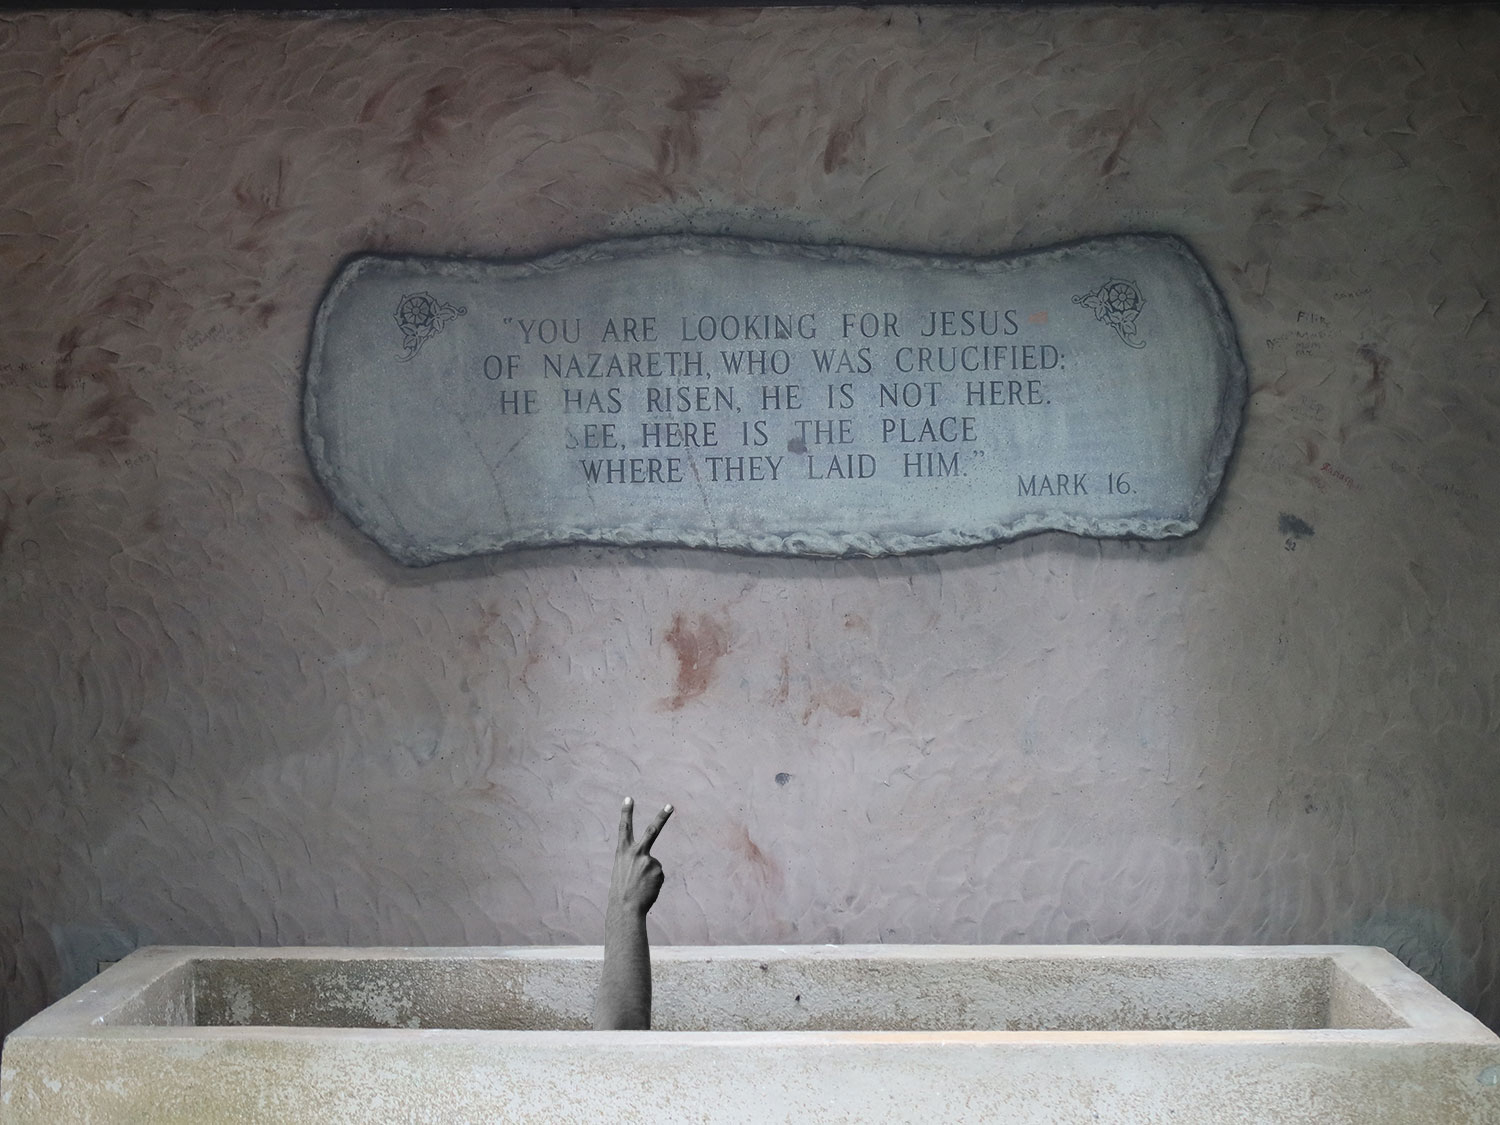 "YOU ARE LOOKING FOR JESUS
OF NAZARETH, WHO WAS CRUCIFIED:
HE HAS RISEN, HE IS NOT HERE.
SEE, HERE IS THE PLACE
WHERE THEY LAID HIM."
MARK 16.